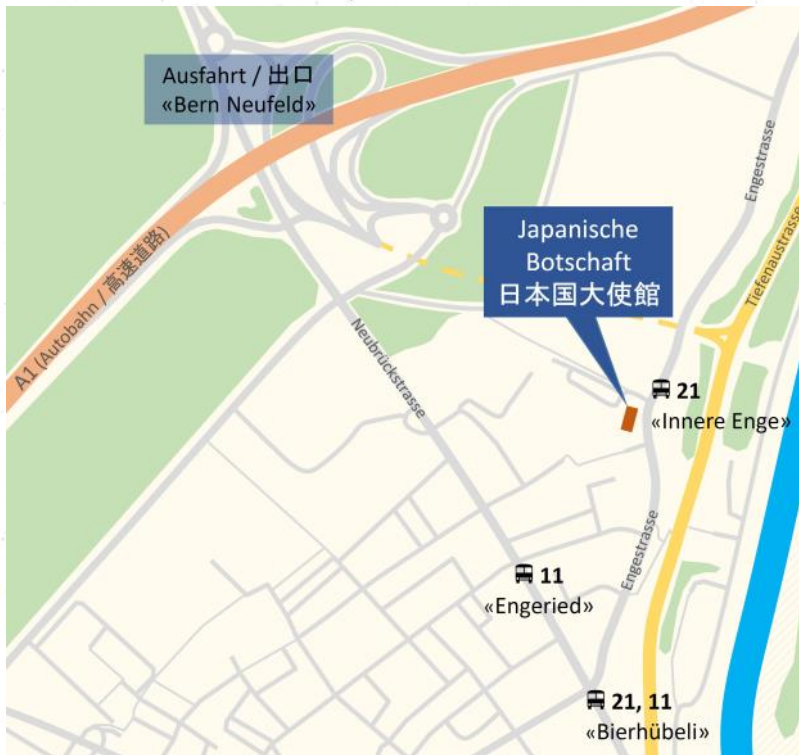 Ausfahrt / 出口
«Bern Neufeld»
A1 (Autobahn / 高速道路)
Engestrasse
Tiefenaustrasse
Japanische
Botschaft
日本国大使館
Neubrückstrasse
21
«Innere Enge»
Engestrasse
11
«Engeried»
21, 11
«Bierhübeli»